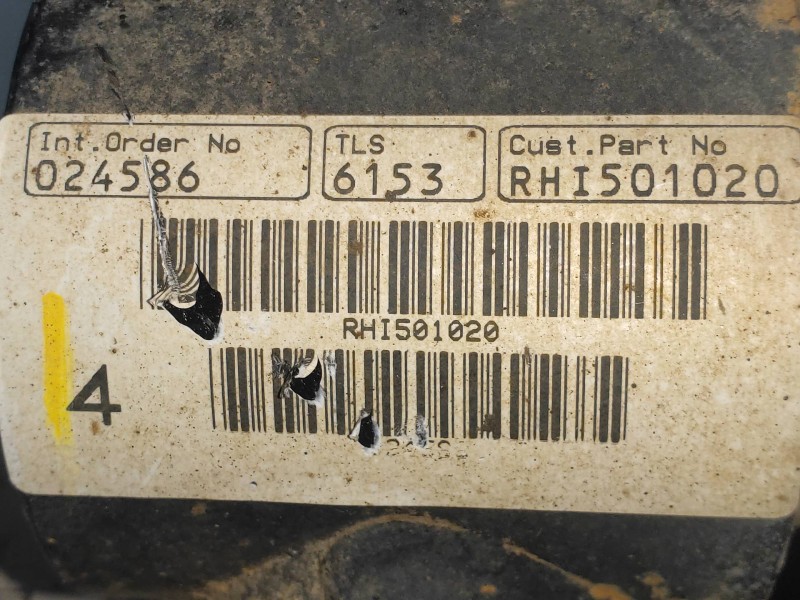 Int.Order No TLS Cust.Part No
024586 6153 RHI501020
RHI501020
4